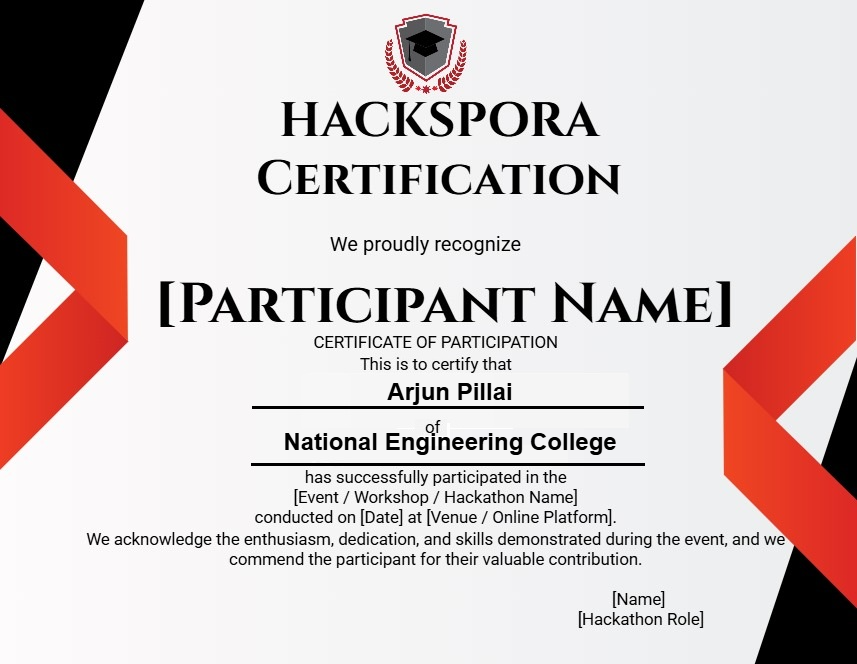 HACKSPORA
CERTIFICATION
We proudly recognize
[PARTICIPANT NAME]
CERTIFICATE OF PARTICIPATION
This is to certify that
Arjun Pillai
of
National Engineering College
has successfully participated in the
[Event / Workshop / Hackathon Name]
conducted on [Date] at [Venue / Online Platform].
We acknowledge the enthusiasm, dedication, and skills demonstrated during the event, and we
commend the participant for their valuable contribution.
[Name]
[Hackathon Role]